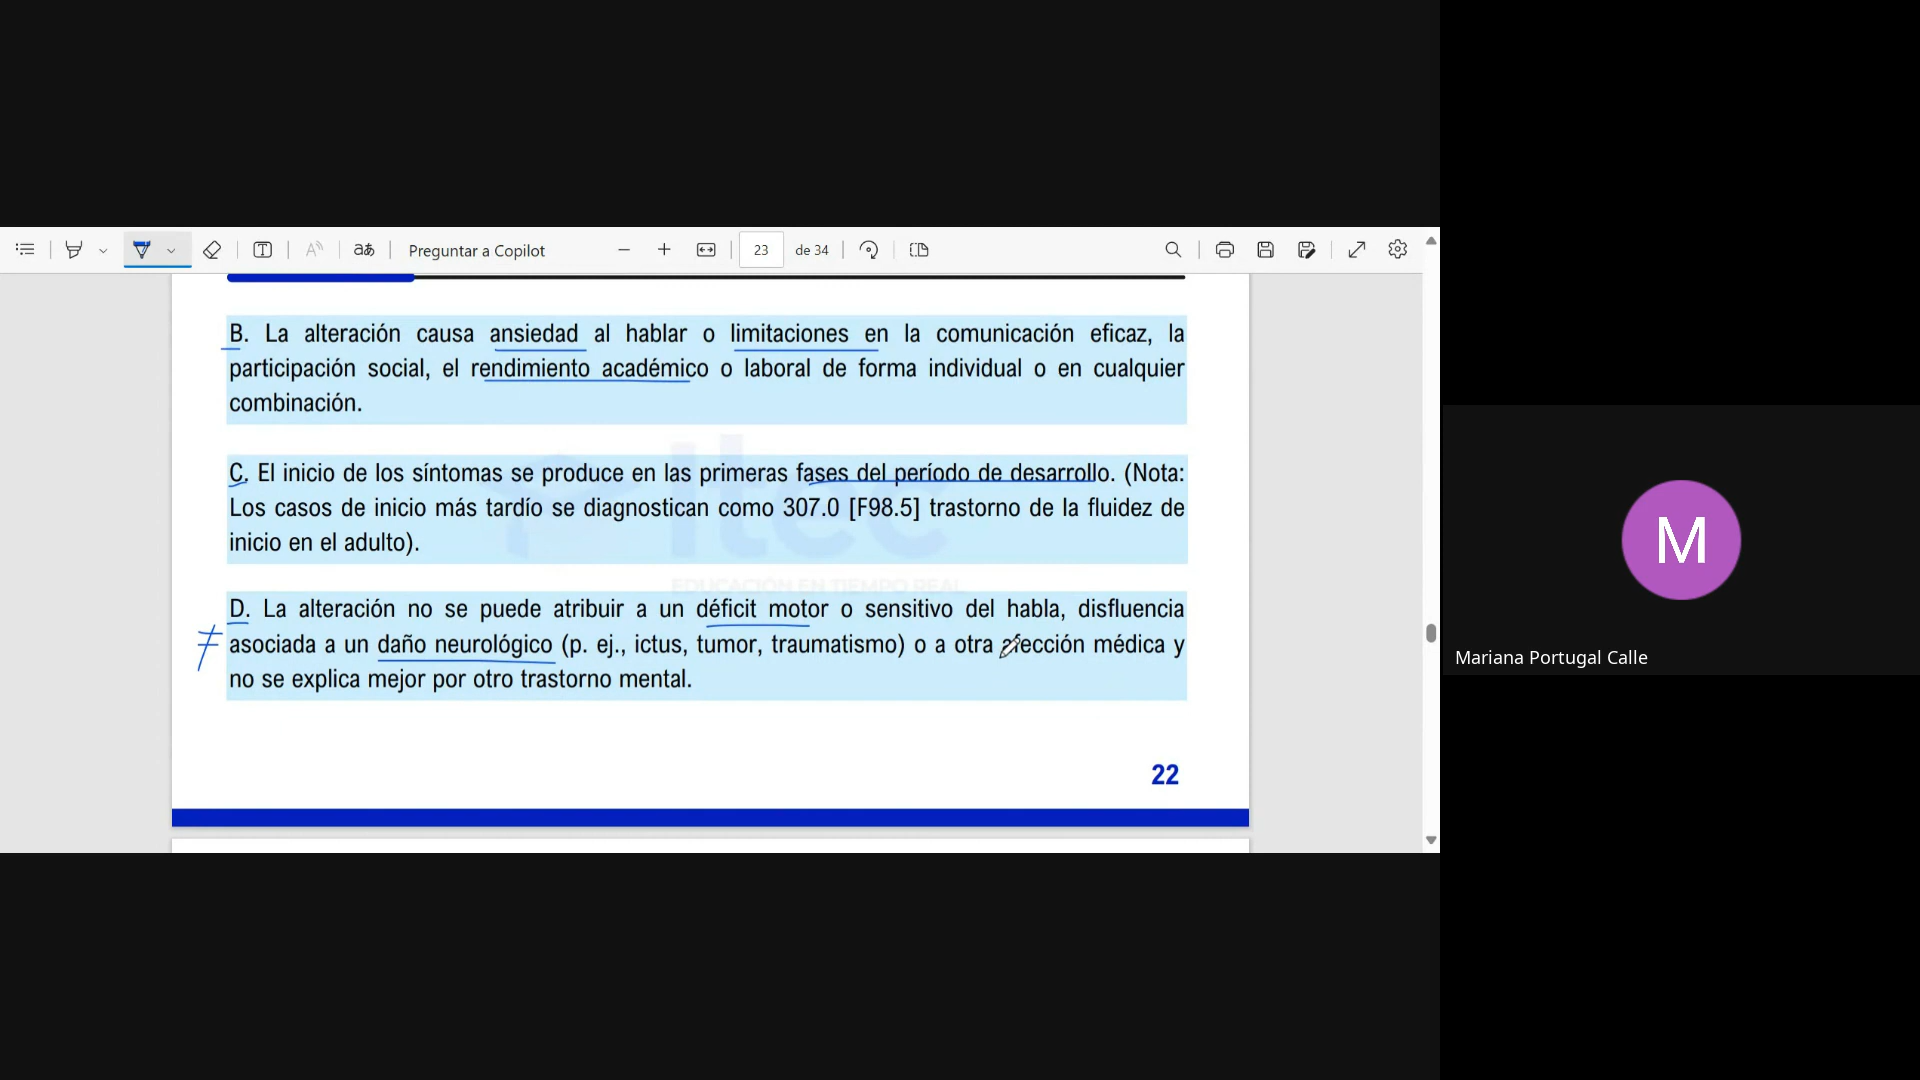 Preguntar a Copilot
23 de 34
B. La alteración causa ansiedad al hablar o limitaciones en la comunicación eficaz, la
participación social, el rendimiento académico o laboral de forma individual o en cualquier
combinación.
C. El inicio de los síntomas se produce en las primeras fases del período de desarrollo. (Nota:
Los casos de inicio más tardío se diagnostican como 307.0 [F98.5] trastorno de la fluidez de
inicio en el adulto).
itec
EDUCACIÓN EN TIEMPO REAL
D. La alteración no se puede atribuir a un déficit motor o sensitivo del habla, disfluencia
≠ asociada a un daño neurológico (p. ej., ictus, tumor, traumatismo) o a otra afección médica y
no se explica mejor por otro trastorno mental.
22
M
Mariana Portugal Calle